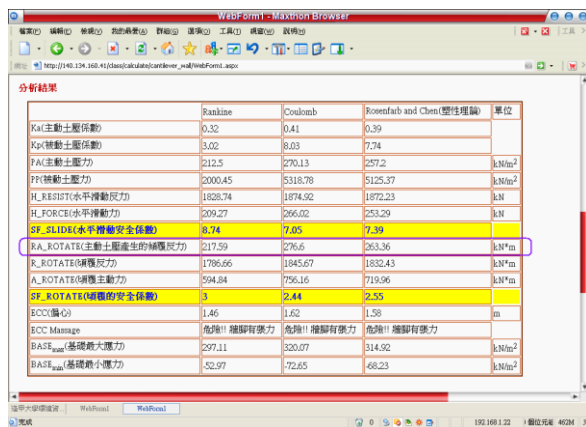 WebForm1 - Maxthon Browser
檔案(F) 編輯(E) 檢視(V) 我的最愛(A) 群組(G) 選項(O) 工具(T) 視窗(W) 說明(H)
http://140.134.160.41/class/calculate/cantilever_wall/WebForm1.aspx
分析結果
Rankine Coulomb Rosenfarb and Chen(塑性理論) 單位
Ka(主動土壓係數) 0.32 0.41 0.39
Kp(被動土壓係數) 3.02 8.03 7.74
PA(主動土壓力) 212.5 270.13 257.2 kN/m2
PP(被動土壓力) 2000.45 5318.78 5125.37 kN/m2
H_RESIST(水平滑動反力) 1828.74 1874.92 1872.23 kN
H_FORCE(水平滑動力) 209.27 266.02 253.29 kN
SF_SLIDE(水平滑動安全係數) 8.74 7.05 7.39
RA_ROTATE(主動土壓產生的傾覆反力) 217.59 276.6 263.36 kN*m
R_ROTATE(傾覆反力) 1786.66 1845.67 1832.43 kN*m
A_ROTATE(傾覆主動力) 594.84 756.16 719.96 kN*m
SF_ROTATE(傾覆的安全係數) 3 2.44 2.55
ECC(偏心) 1.46 1.62 1.58 m
ECC Massage 危險!! 牆腳有張力 危險!! 牆腳有張力 危險!! 牆腳有張力
BASEmax(基礎最大應力) 297.11 320.07 314.92 kN/m2
BASEmin(基礎最小應力) -52.97 -72.65 -68.23 kN/m2
WebForm1 WebForm1
完成 0 192.168.1.22 462M